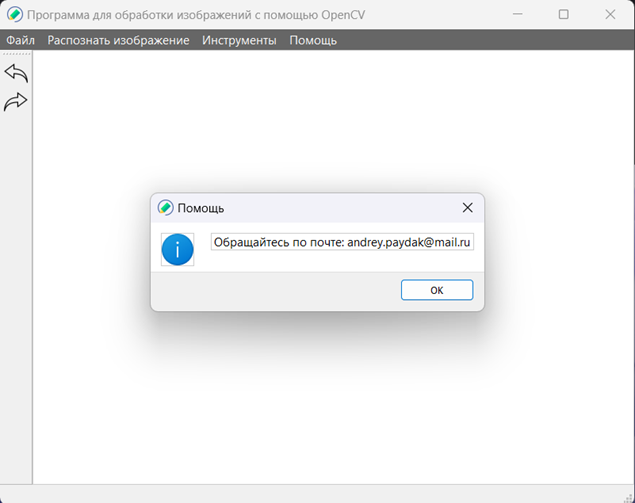 Программа для обработки изображений с помощью OpenCV
Файл Распознать изображение Инструменты Помощь
Помощь
Обращайтесь по почте: andrey.paydak@mail.ru
ОК